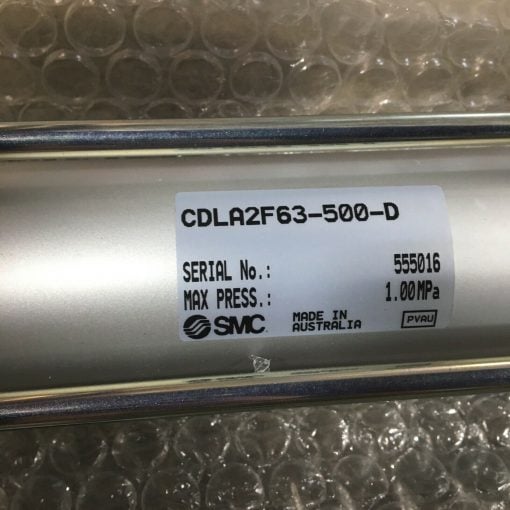 CDLA2F63-500-D
SERIAL No.: 555016
MAX PRESS.: 1.00MPa
SMC MADE IN AUSTRALIA PVAU